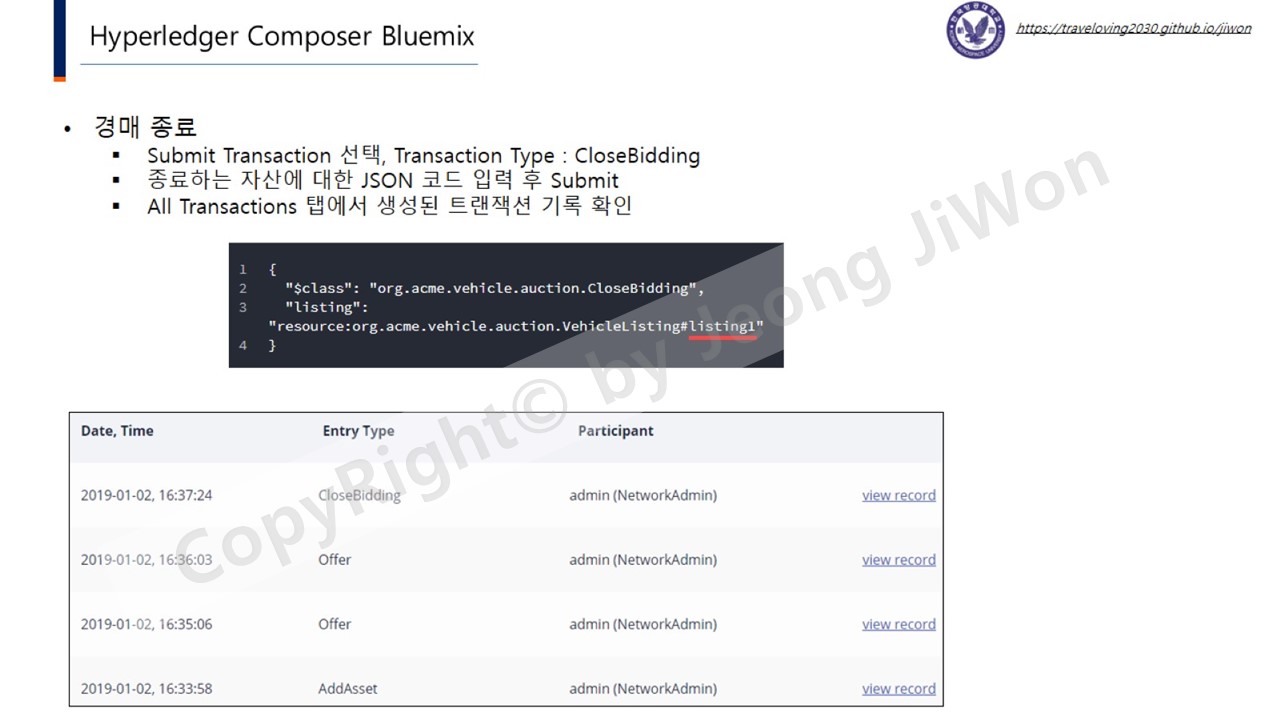 Hyperledger Composer Bluemix
https://traveloving2030.github.io/jiwon
• 경매 종료
▪ Submit Transaction 선택, Transaction Type : CloseBidding
▪ 종료하는 자산에 대한 JSON 코드 입력 후 Submit
▪ All Transactions 탭에서 생성된 트랜잭션 기록 확인
1 {
2 "$class": "org.acme.vehicle.auction.CloseBidding",
3 "listing":
"resource:org.acme.vehicle.auction.VehicleListing#listing1"
4 }
CopyRight© by Jeong JiWon
Date, Time Entry Type Participant
2019-01-02, 16:37:24 CloseBidding admin (NetworkAdmin) view record
2019-01-02, 16:36:03 Offer admin (NetworkAdmin) view record
2019-01-02, 16:35:06 Offer admin (NetworkAdmin) view record
2019-01-02, 16:33:58 AddAsset admin (NetworkAdmin) view record